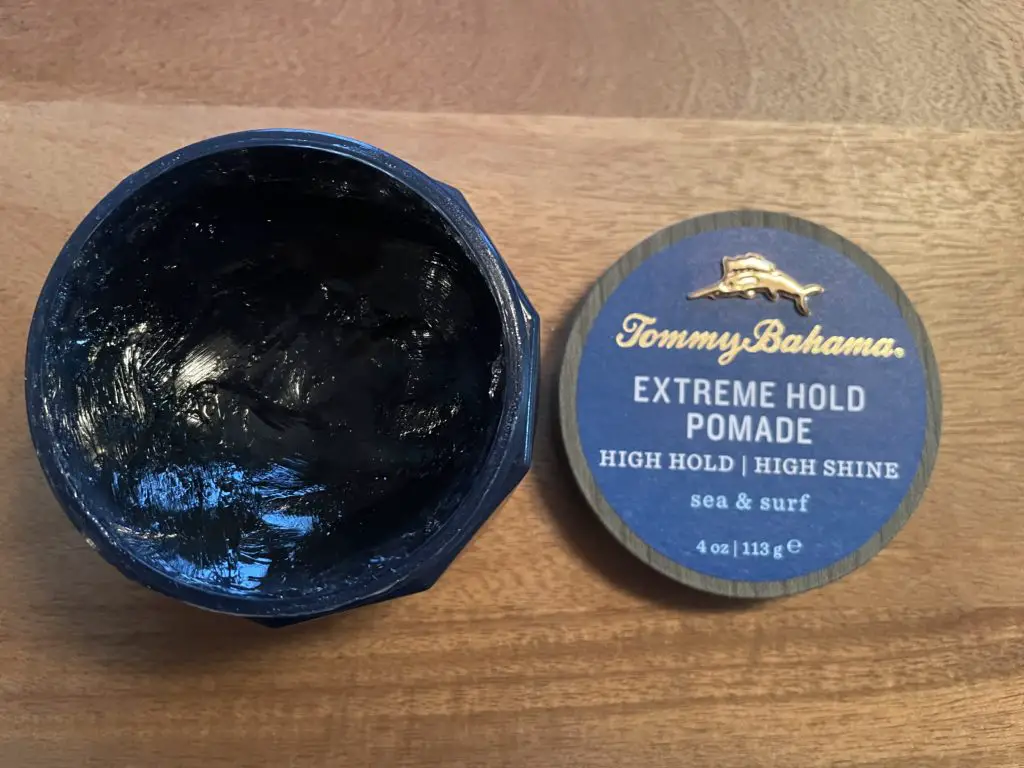 Tommy Bahama®
EXTREME HOLD
POMADE
HIGH HOLD | HIGH SHINE
sea & surf
4 oz | 113 g ℮